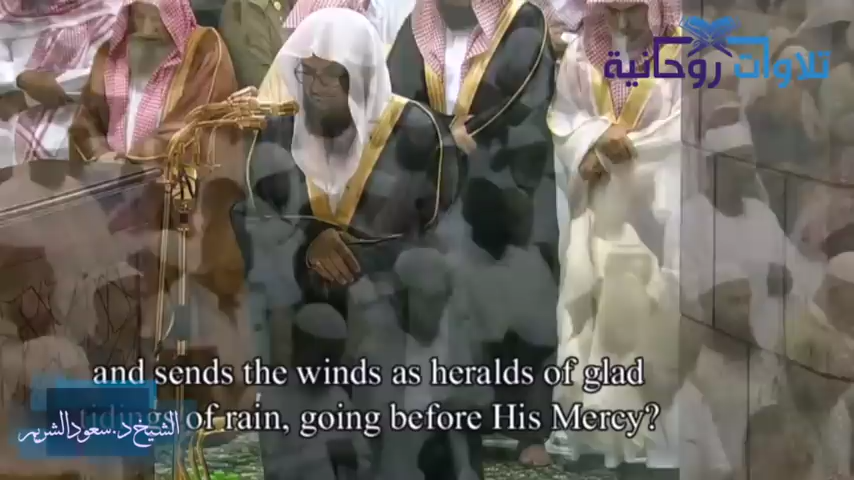 تلاوات روحانية
and sends the winds as heralds of glad
tidings of rain, going before His Mercy?
الشيخ د. سعود الشريم